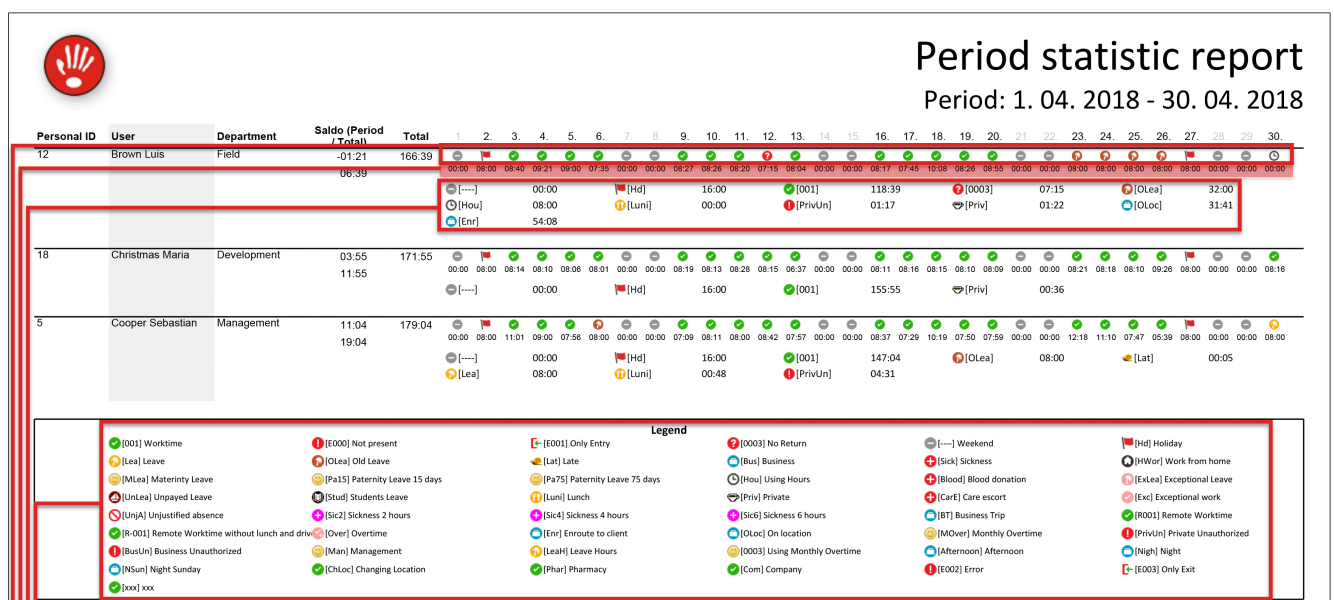 Period statistic report
Period: 1. 04. 2018 - 30. 04. 2018
Personal ID User Department Saldo (Period / Total) Total 1. 2. 3. 4. 5. 6. 7. 8. 9. 10. 11. 12. 13. 14. 15. 16. 17. 18. 19. 20. 21. 22. 23. 24. 25. 26. 27. 28. 29. 30.
12 Brown Luis Field -01:21 166:39
06:39 00:00 08:00 08:40 09:21 09:00 07:35 00:00 00:00 08:27 08:26 08:20 07:15 08:04 00:00 00:00 08:17 07:45 10:08 08:26 08:55 00:00 00:00 08:00 08:00 08:00 08:00 08:00 00:00 00:00 00:00
[----] 00:00 [Hd] 16:00 [001] 118:39 [0003] 07:15 [OLea] 32:00
[Hou] 08:00 [Luni] 00:00 [PrivUn] 01:17 [Priv] 01:22 [OLoc] 31:41
[Enr] 54:08
18 Christmas Maria Development 03:55 171:55
11:55 00:00 08:00 08:14 08:10 08:06 08:01 00:00 00:00 08:19 08:13 08:28 08:15 06:37 00:00 00:00 08:11 08:16 08:15 08:10 08:09 00:00 00:00 08:21 08:18 08:10 09:26 08:00 00:00 00:00 08:16
[----] 00:00 [Hd] 16:00 [001] 155:55 [Priv] 00:36
5 Cooper Sebastian Management 11:04 179:04
19:04 00:00 08:00 11:01 09:00 07:56 08:00 00:00 00:00 07:09 08:11 08:00 08:42 07:57 00:00 00:00 08:37 07:29 10:19 07:50 07:59 00:00 00:00 12:18 11:10 07:47 05:39 08:00 00:00 00:00 08:00
[----] 00:00 [Hd] 16:00 [001] 147:04 [OLea] 08:00 [Lat] 00:05
[Lea] 08:00 [Luni] 00:48 [PrivUn] 04:31
Legend
[001] Worktime [E000] Not present [E001] Only Entry [0003] No Return [----] Weekend [Hd] Holiday
[Lea] Leave [OLea] Old Leave [Lat] Late [Bus] Business [Sick] Sickness [HWor] Work from home
[MLea] Materinty Leave [Pa15] Paternity Leave 15 days [Pa75] Paternity Leave 75 days [Hou] Using Hours [Blood] Blood donation [ExLea] Exceptional Leave
[UnLea] Unpayed Leave [Stud] Students Leave [Luni] Lunch [Priv] Private [CarE] Care escort [Exc] Exceptional work
[UnjA] Unjustified absence [Sic2] Sickness 2 hours [Sic4] Sickness 4 hours [Sic6] Sickness 6 hours [BT] Business Trip [R001] Remote Worktime
[R-001] Remote Worktime without lunch and driv [Over] Overtime [Enr] Enroute to client [OLoc] On location [MOver] Monthly Overtime [PrivUn] Private Unauthorized
[BusUn] Business Unauthorized [Man] Management [LeaH] Leave Hours [0003] Using Monthly Overtime [Afternoon] Afternoon [Nigh] Night
[NSun] Night Sunday [ChLoc] Changing Location [Phar] Pharmacy [Com] Company [E002] Error [E003] Only Exit
[xxx] xxx